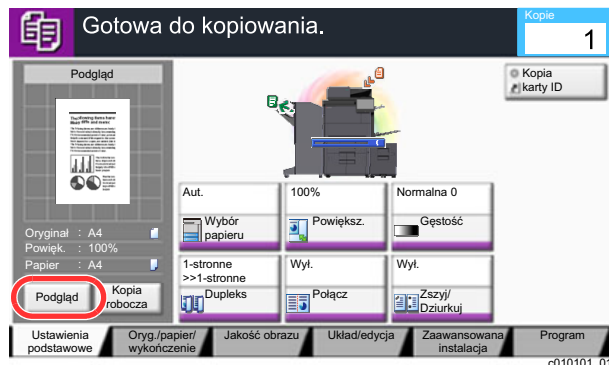 Gotowa do kopiowania.
Kopie
1
Podgląd
Kopia
karty ID
Aut.
100%
Normalna 0
Wybór
papieru
Powiększ.
Gęstość
Oryginał : A4
Powięk. : 100%
Papier : A4
1-stronne
>>1-stronne
Wył.
Wył.
Dupleks
Połącz
Zszyj/
Dziurkuj
Podgląd
Kopia
robocza
Ustawienia
podstawowe
Oryg./papier/
wykończenie
Jakość obrazu
Układ/edycja
Zaawansowana
instalacja
Program
c010101_01